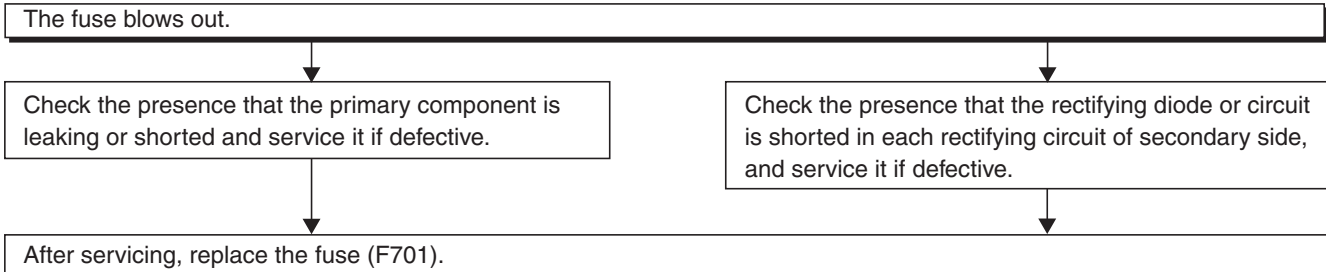 The fuse blows out.
Check the presence that the primary component is
leaking or shorted and service it if defective.
Check the presence that the rectifying diode or circuit
is shorted in each rectifying circuit of secondary side,
and service it if defective.
After servicing, replace the fuse (F701).